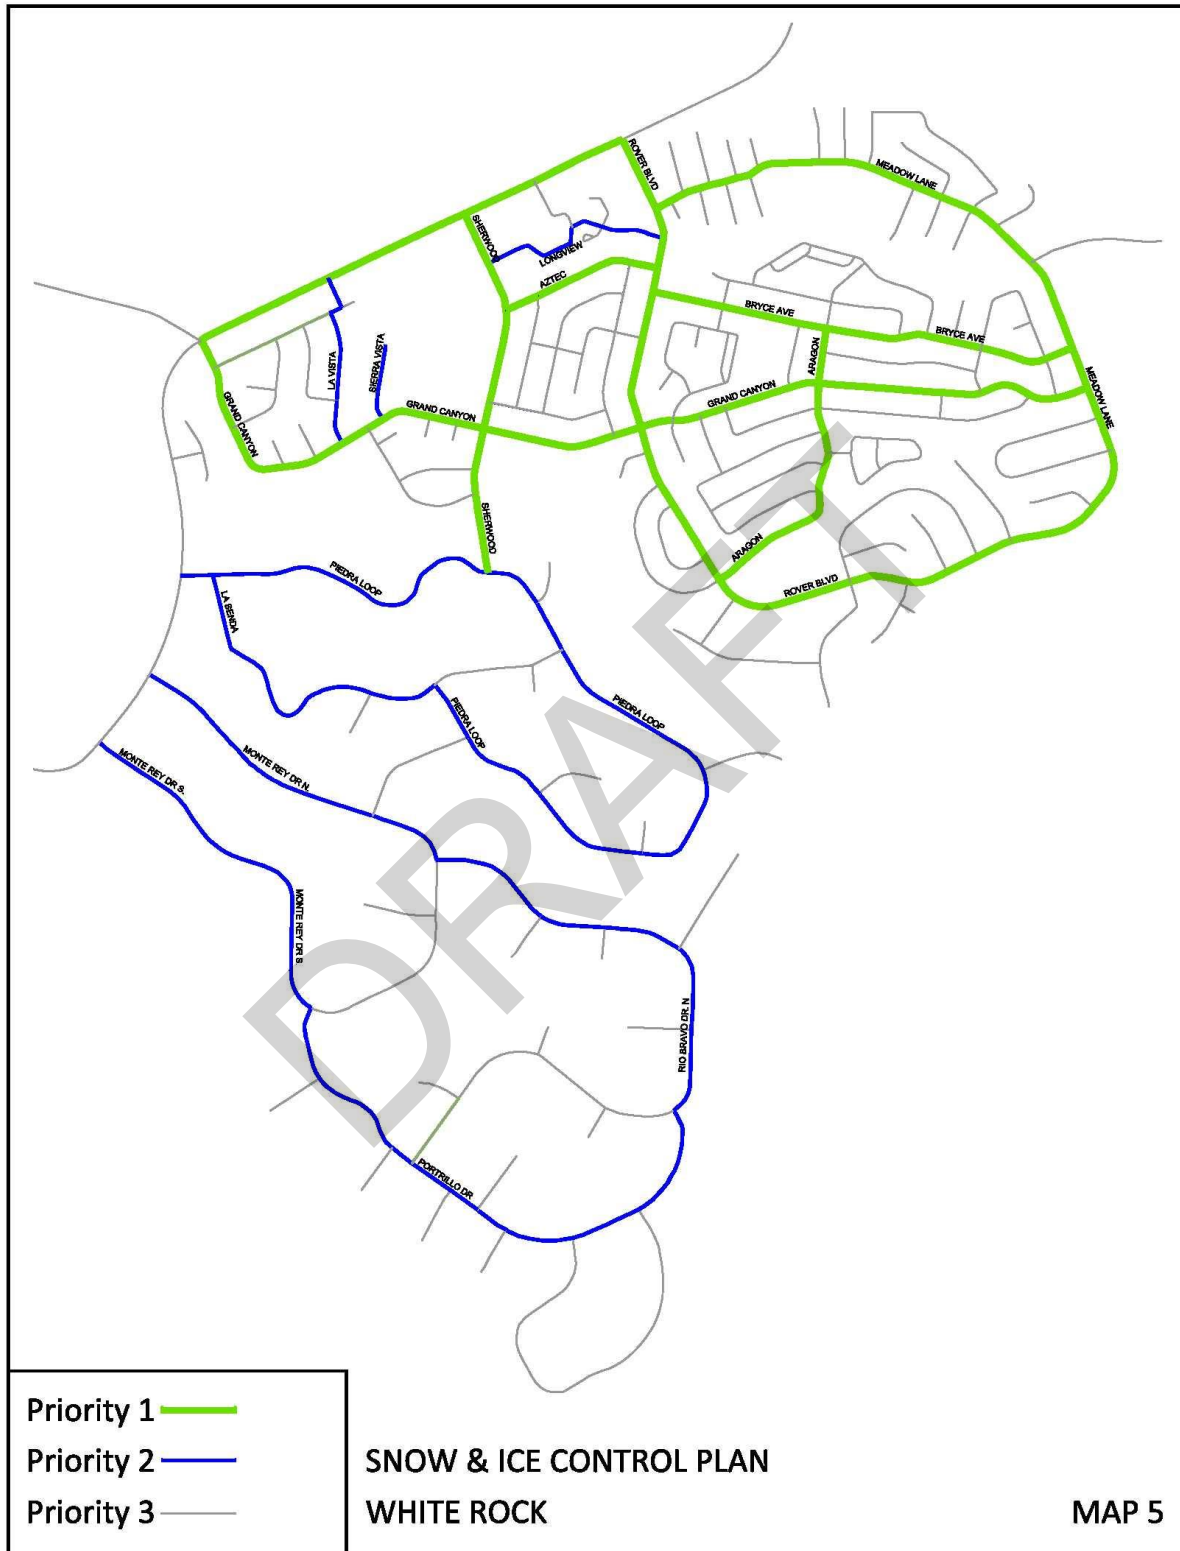 ROVER BLVD
MEADOW LANE
SHERWOOD
LONGVIEW
AZTEC
BRYCE AVE
BRYCE AVE
ARAGON
LA VISTA
SIERRA VISTA
GRAND CANYON
GRAND CANYON
GRAND CANYON
MEADOW LANE
SHERWOOD
ARAGON
ROVER BLVD
PIEDRA LOOP
LA SENDA
PIEDRA LOOP
PIEDRA LOOP
MONTE REY DR N.
MONTE REY DR S.
MONTE REY DR S.
RIO BRAVO DR. N
PORTRILLO DR
DRAFT
Priority 1
Priority 2
Priority 3
SNOW & ICE CONTROL PLAN
WHITE ROCK
MAP 5